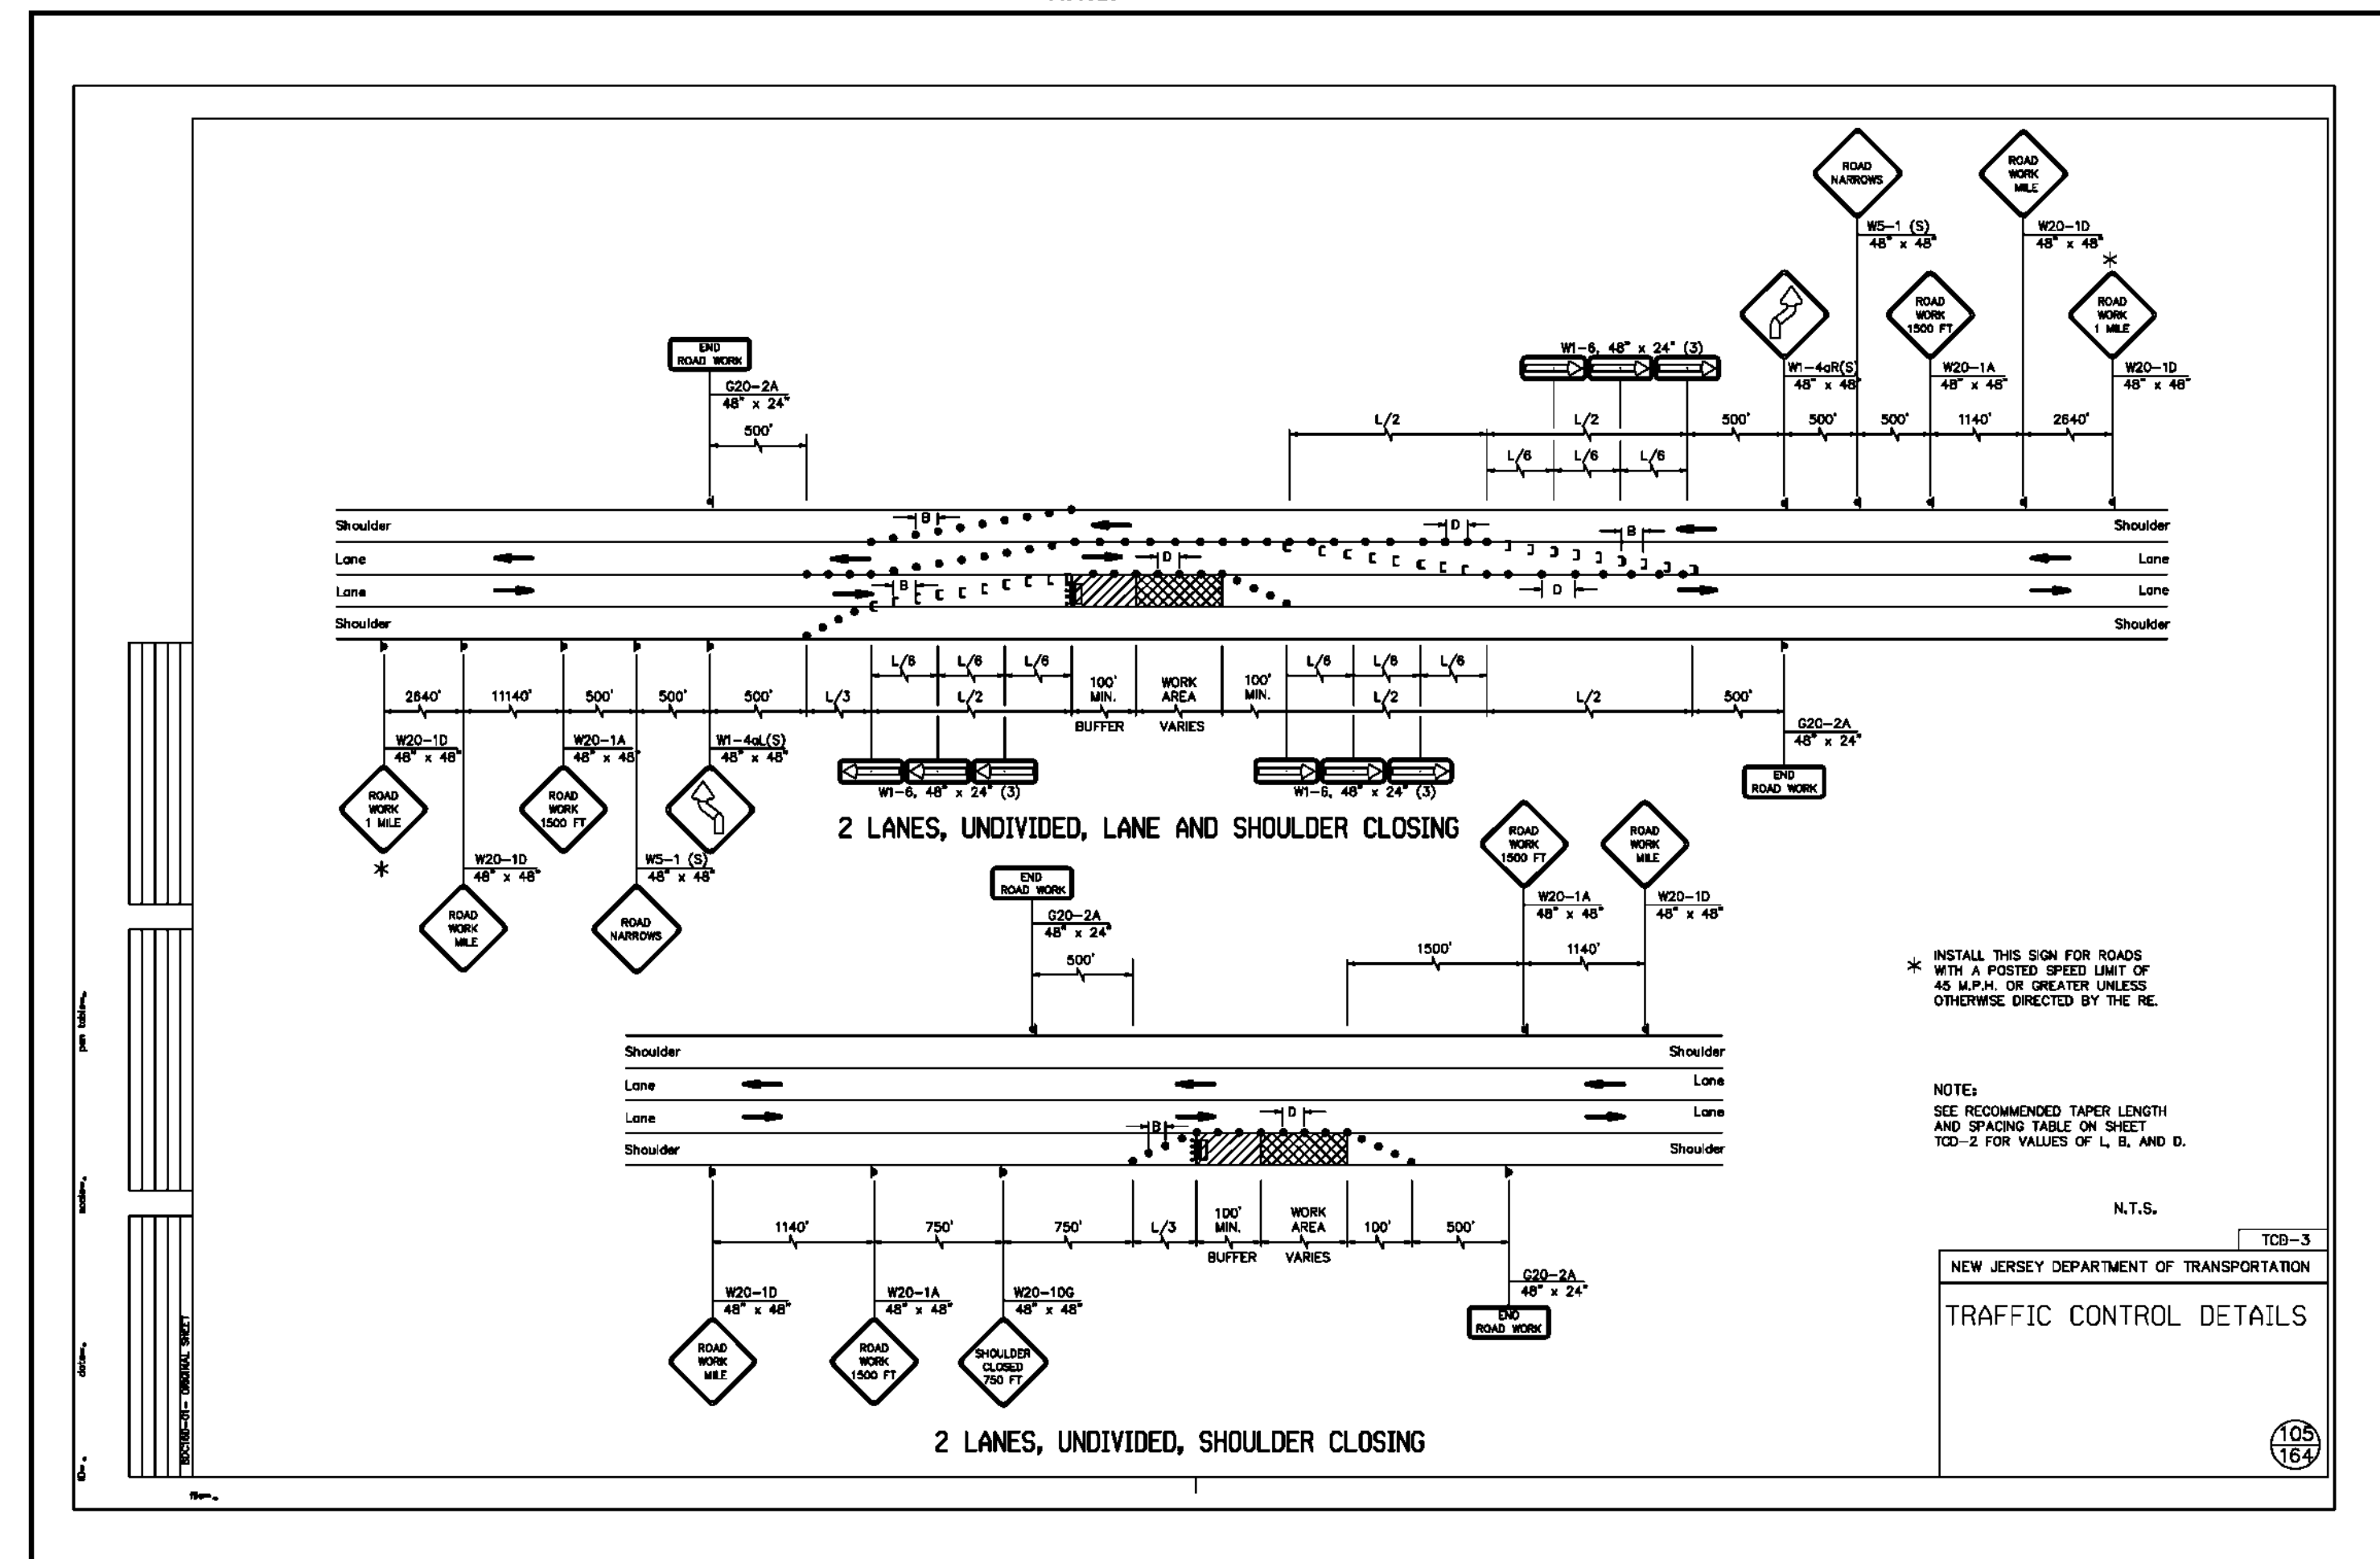 ROAD
NARROWS
W5-1 (S)
48" x 48"
ROAD
WORK
MILE
W20-1D
48" x 48"
*
W1-4aR(S)
48" x 48"
ROAD
WORK
1500 FT
W20-1A
48" x 48"
ROAD
WORK
1 MILE
W20-1D
48" x 48"
END
ROAD WORK
G20-2A
48" x 24"
500'
W1-6, 48" x 24" (3)
L/2
L/2
500'
500'
500'
1140'
2640'
L/6
L/6
L/6
Shoulder
B
D
B
Shoulder
Lane
D
Lane
Lane
B
D
Lane
Shoulder
Shoulder
L/6
L/6
L/6
100'
MIN.
BUFFER
WORK
AREA
VARIES
100'
MIN.
L/6
L/6
L/6
2640'
11140'
500'
500'
500'
L/3
L/2
L/2
L/2
500'
W20-1D
48" x 48"
W20-1A
48" x 48"
W1-4aL(S)
48" x 48"
G20-2A
48" x 24"
END
ROAD WORK
ROAD
WORK
1 MILE
*
ROAD
WORK
1500 FT
W1-6, 48" x 24" (3)
W1-6, 48" x 24" (3)
W20-1D
48" x 48"
ROAD
WORK
MILE
W5-1 (S)
48" x 48"
ROAD
NARROWS
2 LANES, UNDIVIDED, LANE AND SHOULDER CLOSING
END
ROAD WORK
G20-2A
48" x 24"
500'
ROAD
WORK
1500 FT
W20-1A
48" x 48"
ROAD
WORK
MILE
W20-1D
48" x 48"
1500'
1140'
Shoulder
Shoulder
Lane
Lane
Lane
Lane
B
D
Shoulder
Shoulder
1140'
750'
750'
L/3
100'
MIN.
BUFFER
WORK
AREA
VARIES
100'
500'
W20-1D
48" x 48"
ROAD
WORK
MILE
W20-1A
48" x 48"
ROAD
WORK
1500 FT
W20-10G
48" x 48"
SHOULDER
CLOSED
750 FT
G20-2A
48" x 24"
END
ROAD WORK
2 LANES, UNDIVIDED, SHOULDER CLOSING
* INSTALL THIS SIGN FOR ROADS
WITH A POSTED SPEED LIMIT OF
45 M.P.H. OR GREATER UNLESS
OTHERWISE DIRECTED BY THE RE.
NOTE:
SEE RECOMMENDED TAPER LENGTH
AND SPACING TABLE ON SHEET
TCD-2 FOR VALUES OF L, B, AND D.
N.T.S.
TCD-3
NEW JERSEY DEPARTMENT OF TRANSPORTATION
TRAFFIC CONTROL DETAILS
105
164
BDC16D-01- ORIGINAL SHEET